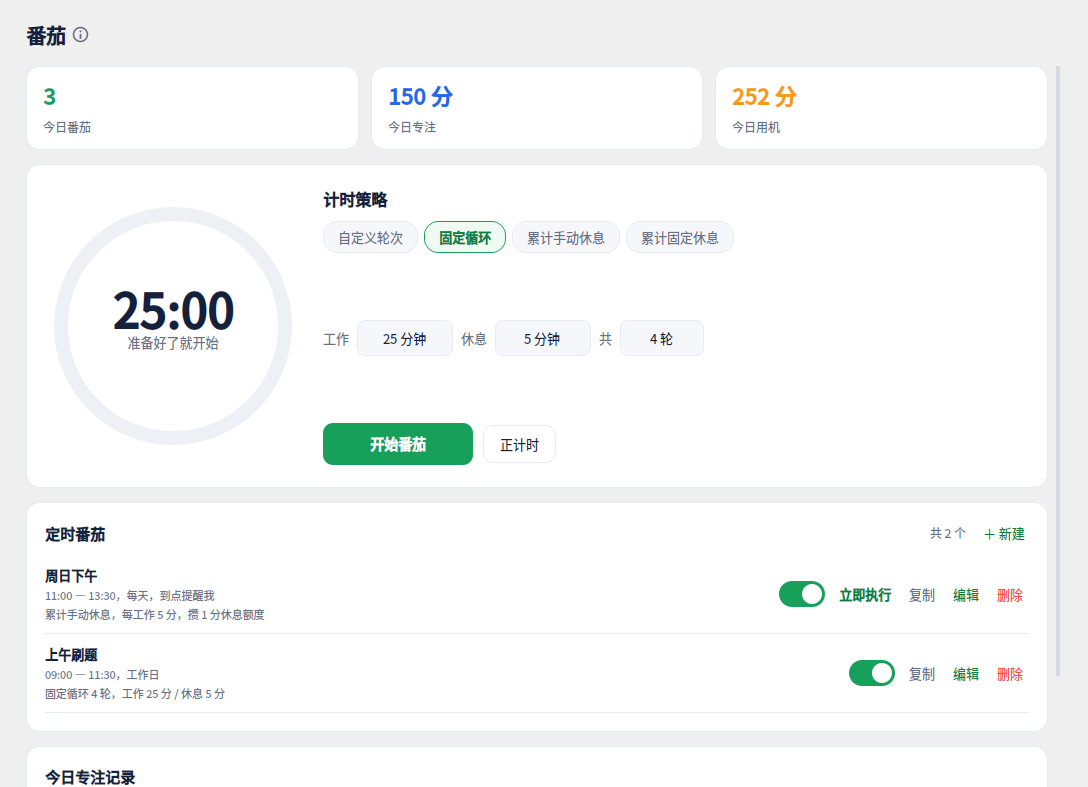 番茄
3
今日番茄
150 分
今日专注
252 分
今日用机
25:00
准备好了就开始
计时策略
自定义轮次
固定循环
累计手动休息
累计固定休息
工作 25 分钟 休息 5 分钟 共 4 轮
开始番茄
正计时
定时番茄
共 2 个
＋ 新建
周日下午
11:00 — 13:30，每天，到点提醒我
累计手动休息，每工作 5 分，攒 1 分休息额度
立即执行 复制 编辑 删除
上午刷题
09:00 — 11:30，工作日
固定循环 4 轮，工作 25 分 / 休息 5 分
复制 编辑 删除
今日专注记录